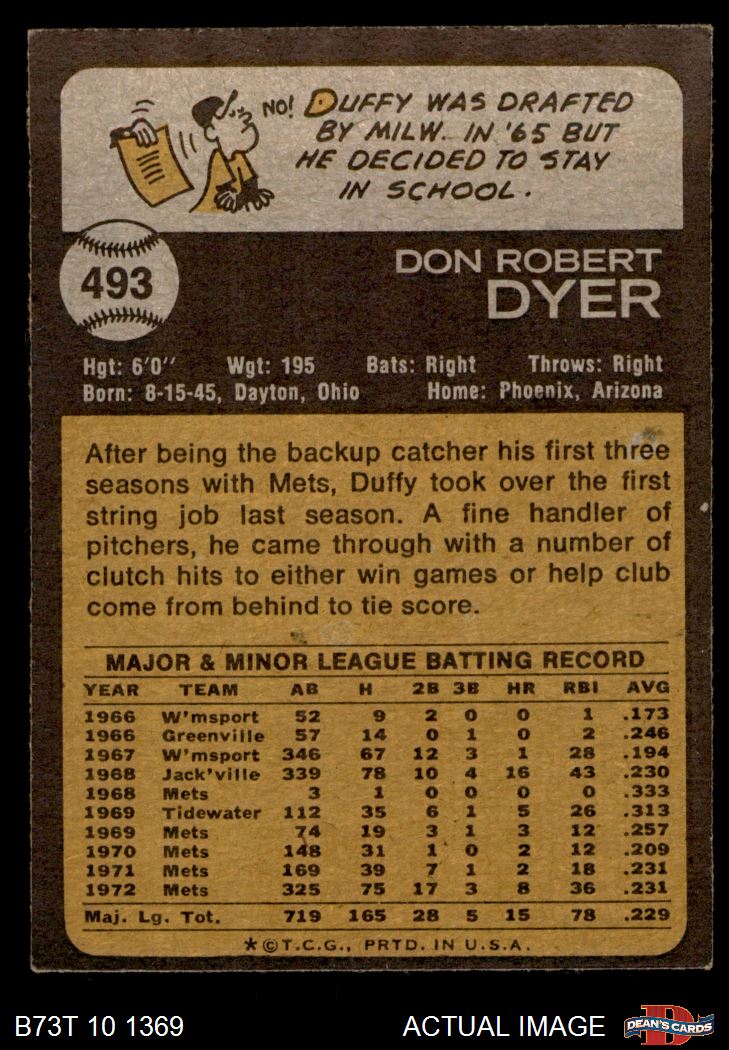 NO! DUFFY WAS DRAFTED
BY MILW. IN '65 BUT
HE DECIDED TO STAY
IN SCHOOL.
493
DON ROBERT
DYER
Hgt: 6'0" Wgt: 195 Bats: Right Throws: Right
Born: 8-15-45, Dayton, Ohio Home: Phoenix, Arizona
After being the backup catcher his first three
seasons with Mets, Duffy took over the first
string job last season. A fine handler of
pitchers, he came through with a number of
clutch hits to either win games or help club
come from behind to tie score.
MAJOR & MINOR LEAGUE BATTING RECORD
YEAR TEAM AB H 2B 3B HR RBI AVG
1966 W'msport 52 9 2 0 0 1 .173
1966 Greenville 57 14 0 1 0 2 .246
1967 W'msport 346 67 12 3 1 28 .194
1968 Jack'ville 339 78 10 4 16 43 .230
1968 Mets 3 1 0 0 0 0 .333
1969 Tidewater 112 35 6 1 5 26 .313
1969 Mets 74 19 3 1 3 12 .257
1970 Mets 148 31 1 0 2 12 .209
1971 Mets 169 39 7 1 2 18 .231
1972 Mets 325 75 17 3 8 36 .231
Maj. Lg. Tot. 719 165 28 5 15 78 .229
*©T.C.G., PRTD. IN U.S.A.
B73T 10 1369 ACTUAL IMAGE
D
DEAN'S CARDS